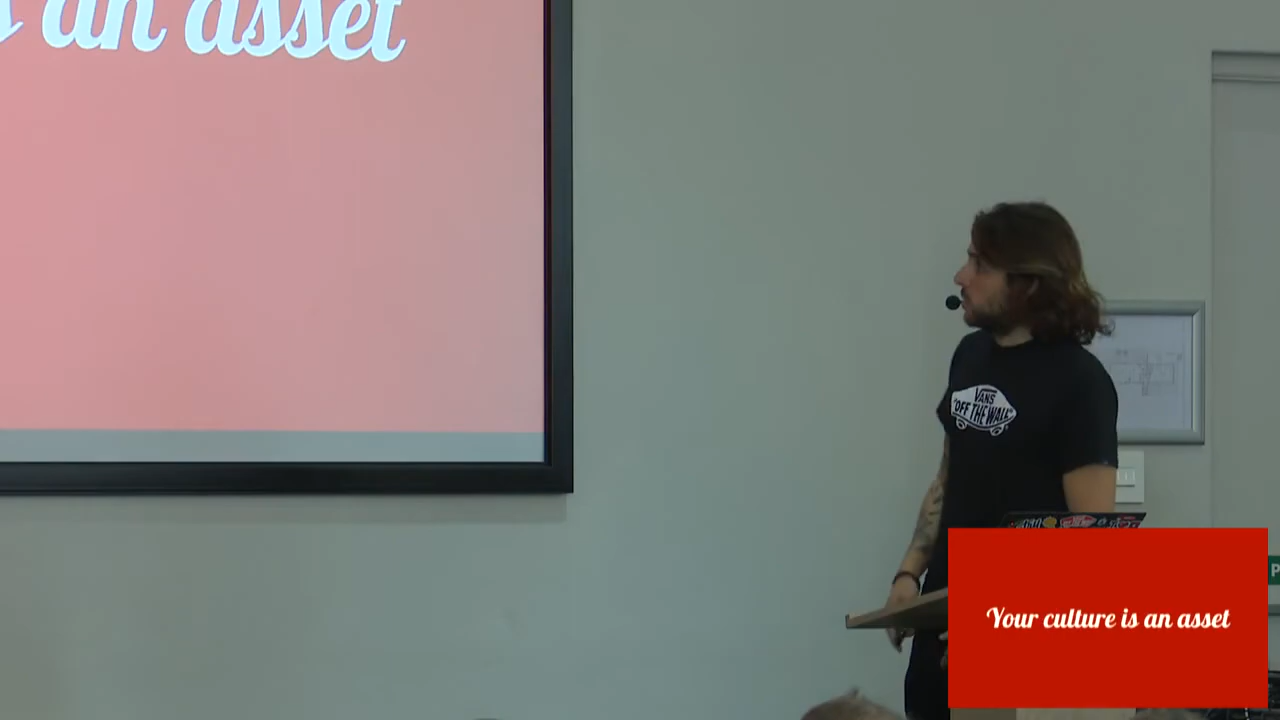 s an asset
VANS
"OFF THE WALL"
Your culture is an asset
P